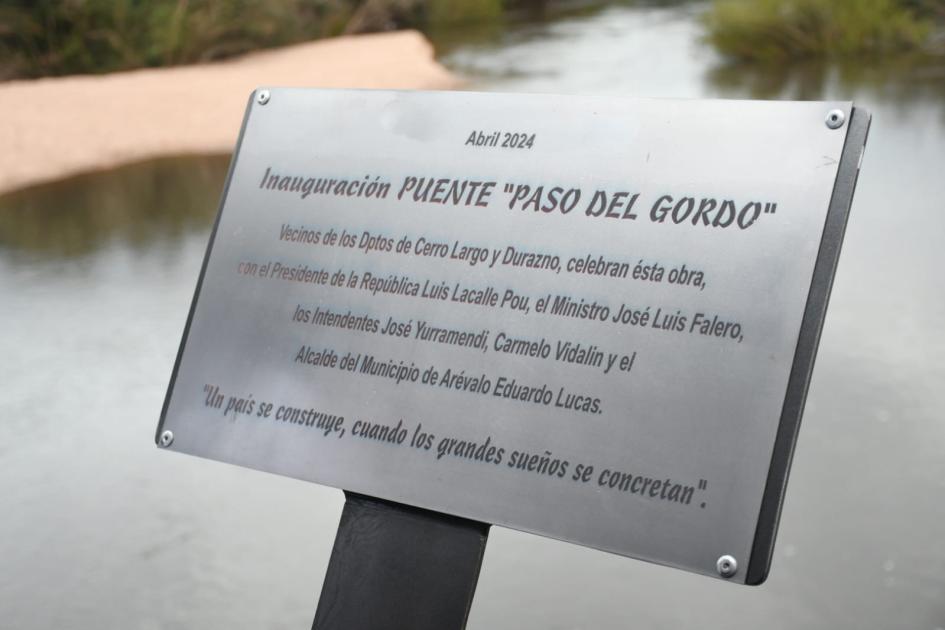 Abril 2024
Inauguración PUENTE "PASO DEL GORDO"
Vecinos de los Dptos de Cerro Largo y Durazno, celebran ésta obra,
con el Presidente de la República Luis Lacalle Pou, el Ministro José Luis Falero,
los Intendentes José Yurramendi, Carmelo Vidalin y el
Alcalde del Municipio de Arévalo Eduardo Lucas.
"Un país se construye, cuando los grandes sueños se concretan".